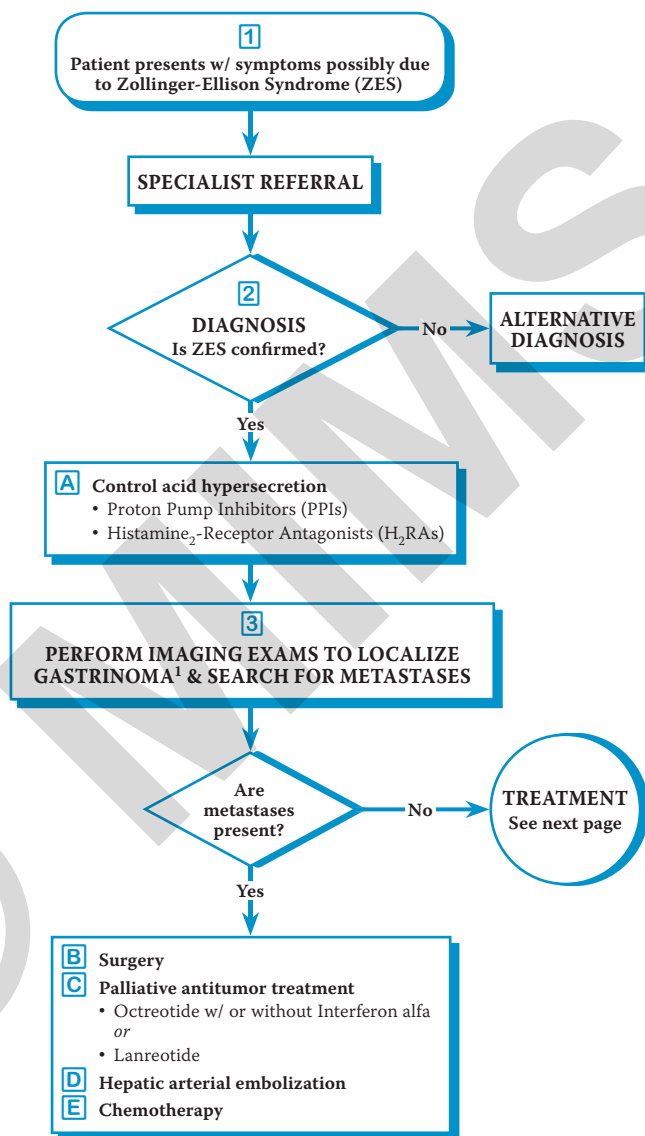 1
Patient presents w/ symptoms possibly due
to Zollinger-Ellison Syndrome (ZES)
SPECIALIST REFERRAL
2
DIAGNOSIS
Is ZES confirmed?
No
ALTERNATIVE
DIAGNOSIS
Yes
A Control acid hypersecretion
• Proton Pump Inhibitors (PPIs)
• Histamine₂-Receptor Antagonists (H₂RAs)
3
PERFORM IMAGING EXAMS TO LOCALIZE
GASTRINOMA¹ & SEARCH FOR METASTASES
Are
metastases
present?
No
TREATMENT
See next page
Yes
B Surgery
C Palliative antitumor treatment
• Octreotide w/ or without Interferon alfa
or
• Lanreotide
D Hepatic arterial embolization
E Chemotherapy
© MIMS